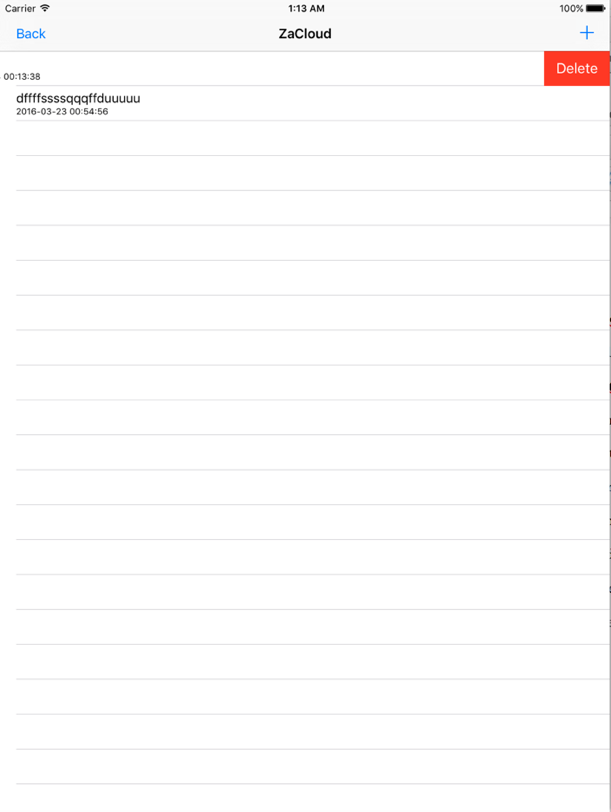 Carrier 1:13 AM 100%
Back ZaCloud +
Delete
00:13:38
dffffssssqqqffduuuuu
2016-03-23 00:54:56